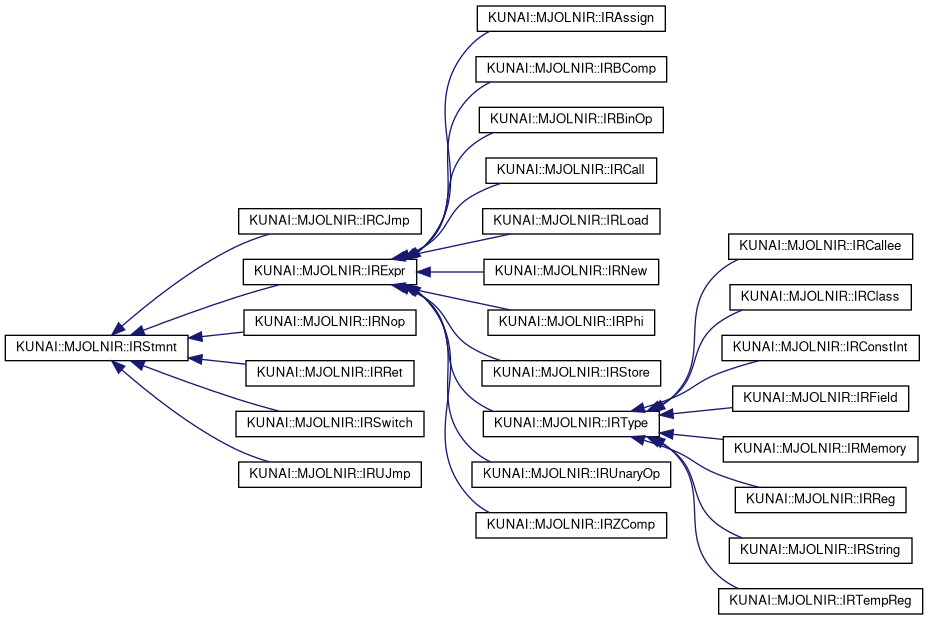 KUNAI::MJOLNIR::IRStmnt
KUNAI::MJOLNIR::IRCJmp
KUNAI::MJOLNIR::IRExpr
KUNAI::MJOLNIR::IRNop
KUNAI::MJOLNIR::IRRet
KUNAI::MJOLNIR::IRSwitch
KUNAI::MJOLNIR::IRUJmp
KUNAI::MJOLNIR::IRAssign
KUNAI::MJOLNIR::IRBComp
KUNAI::MJOLNIR::IRBinOp
KUNAI::MJOLNIR::IRCall
KUNAI::MJOLNIR::IRLoad
KUNAI::MJOLNIR::IRNew
KUNAI::MJOLNIR::IRPhi
KUNAI::MJOLNIR::IRStore
KUNAI::MJOLNIR::IRType
KUNAI::MJOLNIR::IRUnaryOp
KUNAI::MJOLNIR::IRZComp
KUNAI::MJOLNIR::IRCallee
KUNAI::MJOLNIR::IRClass
KUNAI::MJOLNIR::IRConstInt
KUNAI::MJOLNIR::IRField
KUNAI::MJOLNIR::IRMemory
KUNAI::MJOLNIR::IRReg
KUNAI::MJOLNIR::IRString
KUNAI::MJOLNIR::IRTempReg